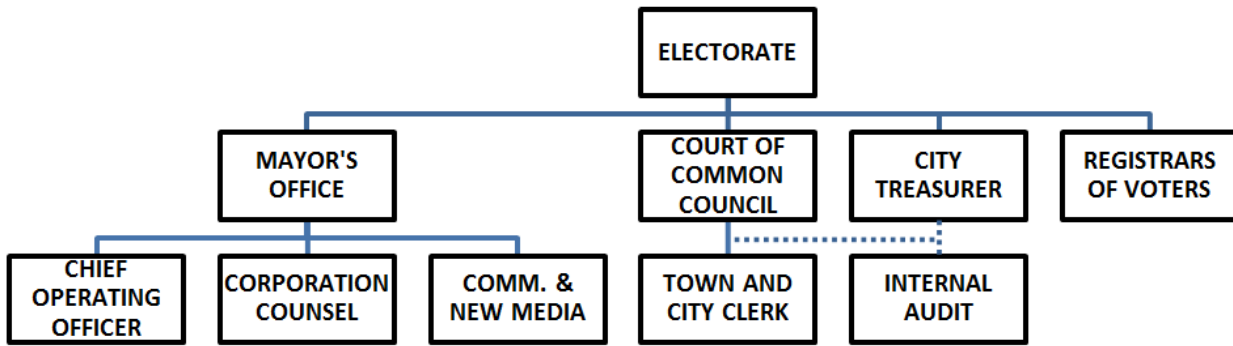 ELECTORATE
MAYOR'S
OFFICE
COURT OF
COMMON
COUNCIL
CITY
TREASURER
REGISTRARS
OF VOTERS
CHIEF
OPERATING
OFFICER
CORPORATION
COUNSEL
COMM. &
NEW MEDIA
TOWN AND
CITY CLERK
INTERNAL
AUDIT